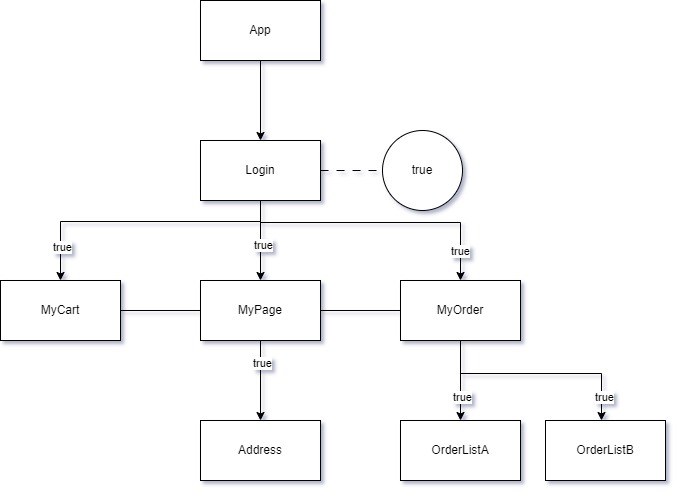 App
Login
true
true
true
true
MyCart
MyPage
MyOrder
true
true
true
Address
OrderListA
OrderListB